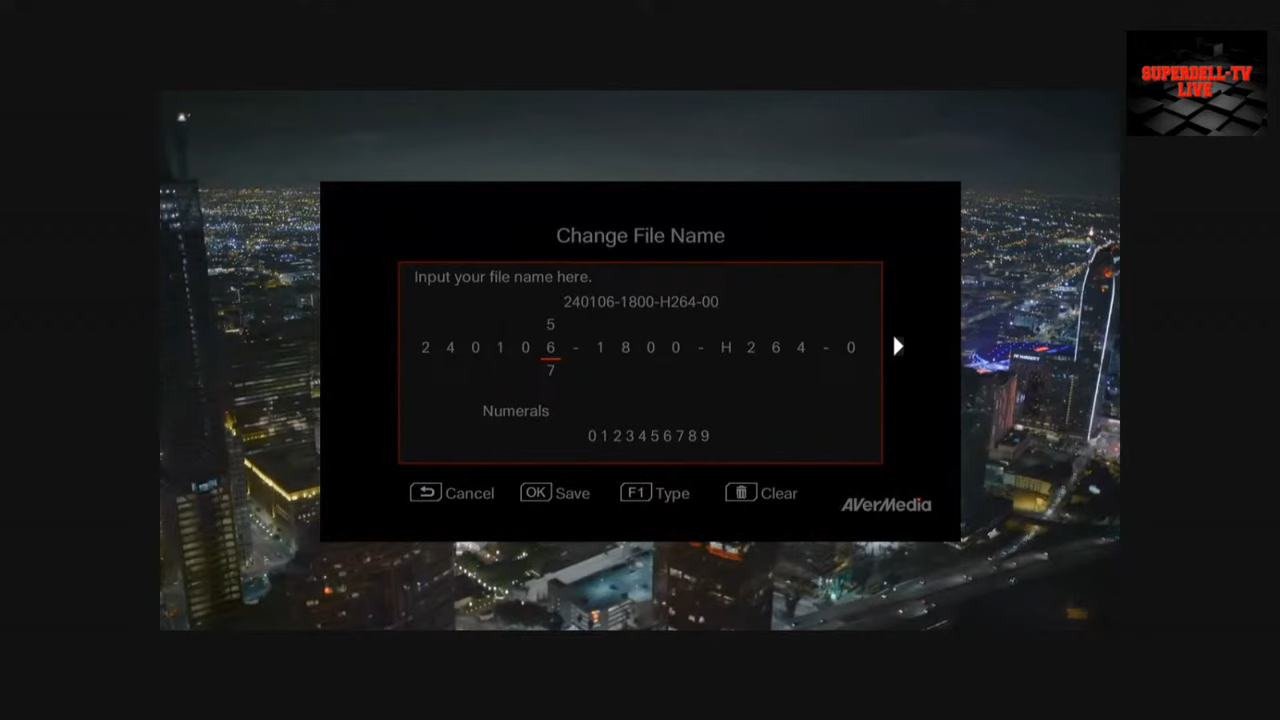 SUPERDELL-TV
LIVE
Change File Name
Input your file name here.
240106-1800-H264-00
5
2 4 0 1 0 6 - 1 8 0 0 - H 2 6 4 - 0
7
Numerals
0 1 2 3 4 5 6 7 8 9
Cancel OK Save F1 Type Clear
AVerMedia